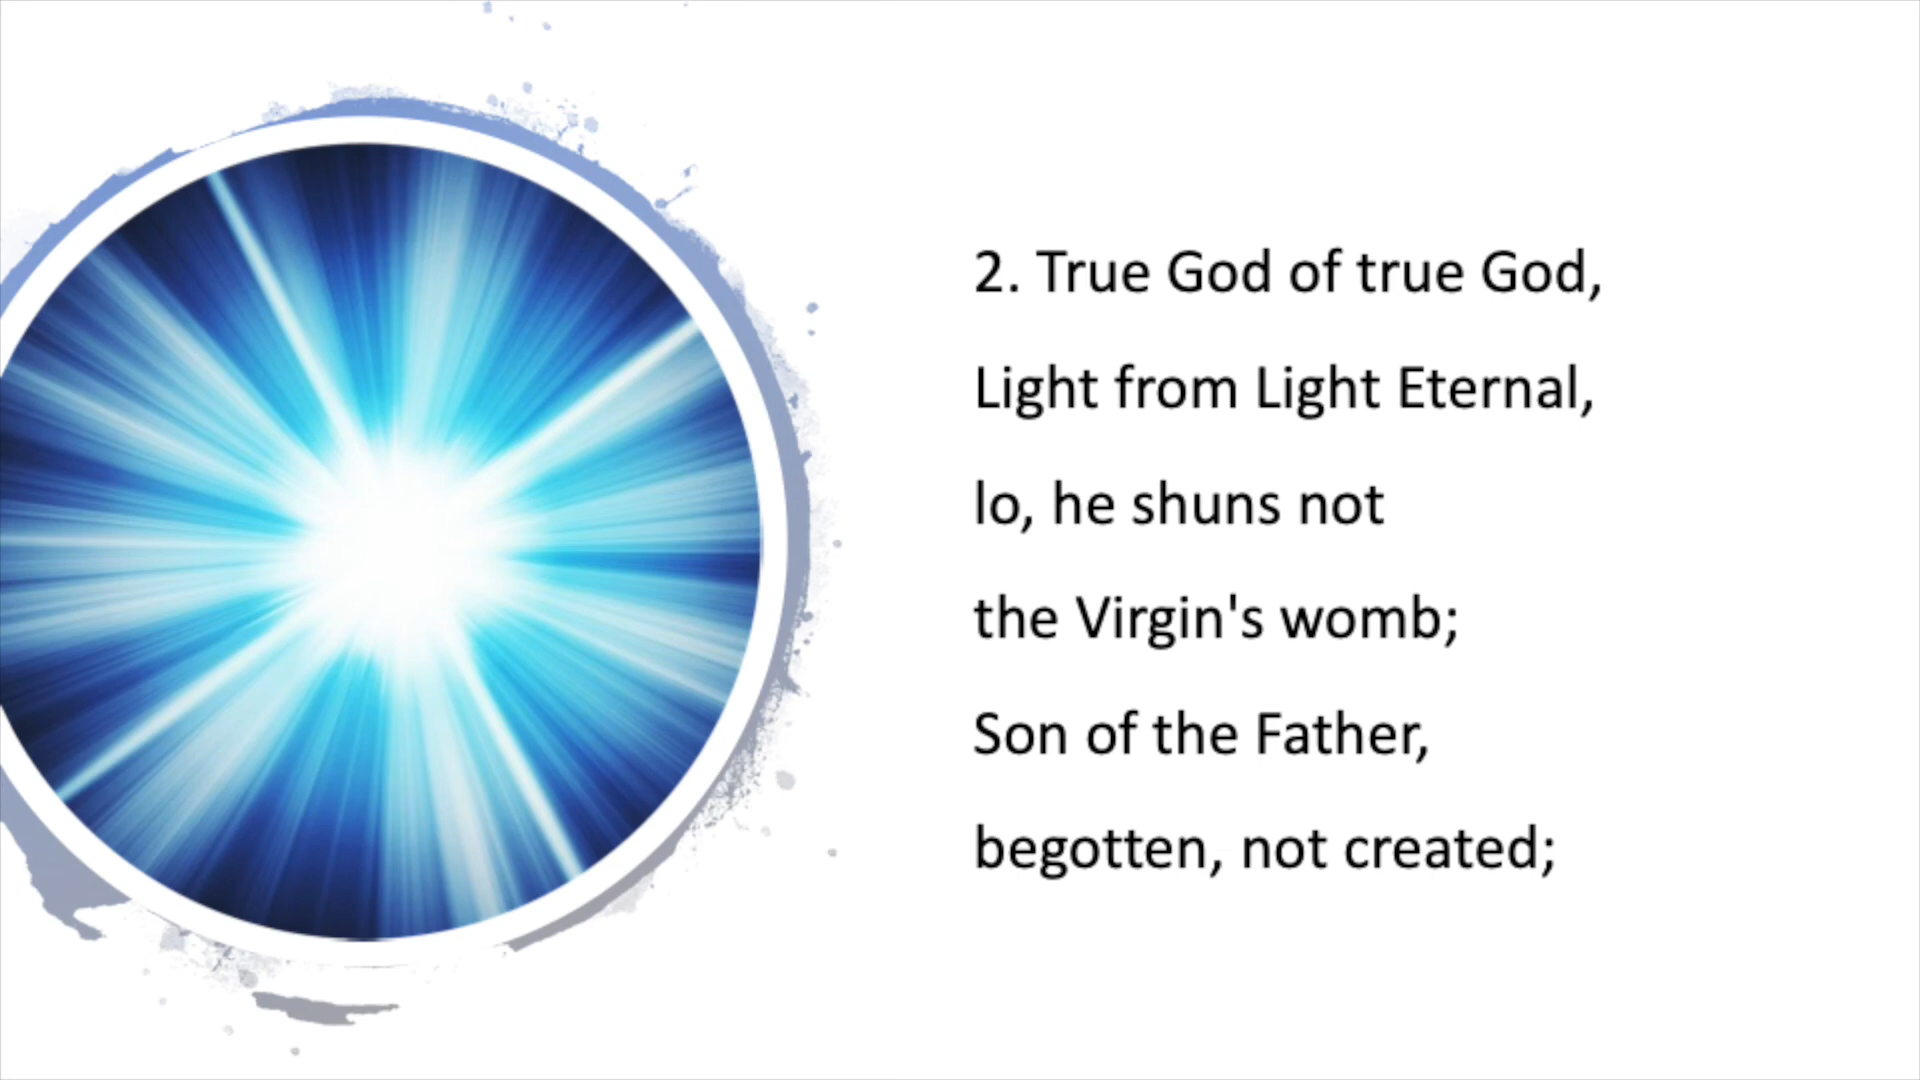 2. True God of true God,
Light from Light Eternal,
lo, he shuns not
the Virgin's womb;
Son of the Father,
begotten, not created;